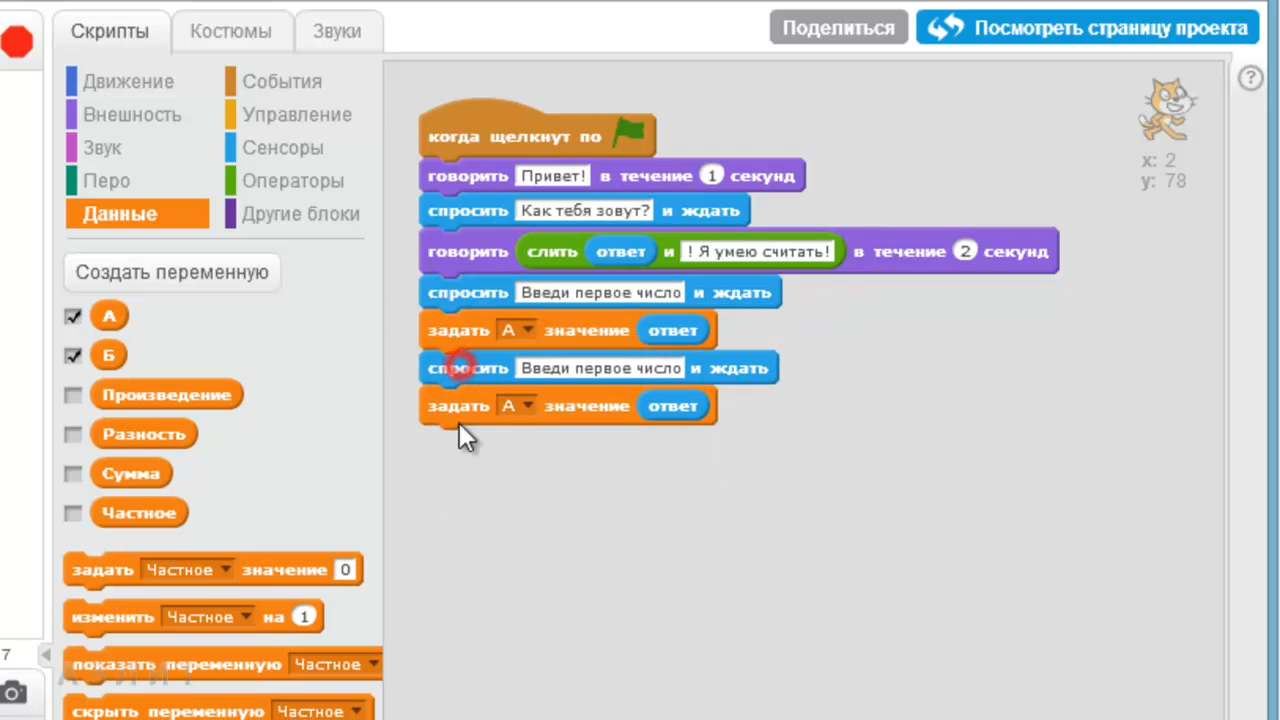 Скрипты Костюмы Звуки Поделиться Посмотреть страницу проекта
Движение События
Внешность Управление
Звук Сенсоры
Перо Операторы
Данные Другие блоки
Создать переменную
А
Б
Произведение
Разность
Сумма
Частное
задать Частное значение 0
изменить Частное на 1
показать переменную Частное
скрыть переменную Частное
когда щелкнут по
говорить Привет! в течение 1 секунд
спросить Как тебя зовут? и ждать
говорить слить ответ и ! Я умею считать! в течение 2 секунд
спросить Введи первое число и ждать
задать А значение ответ
спросить Введи первое число и ждать
задать А значение ответ
x: 2
y: 78
?
7